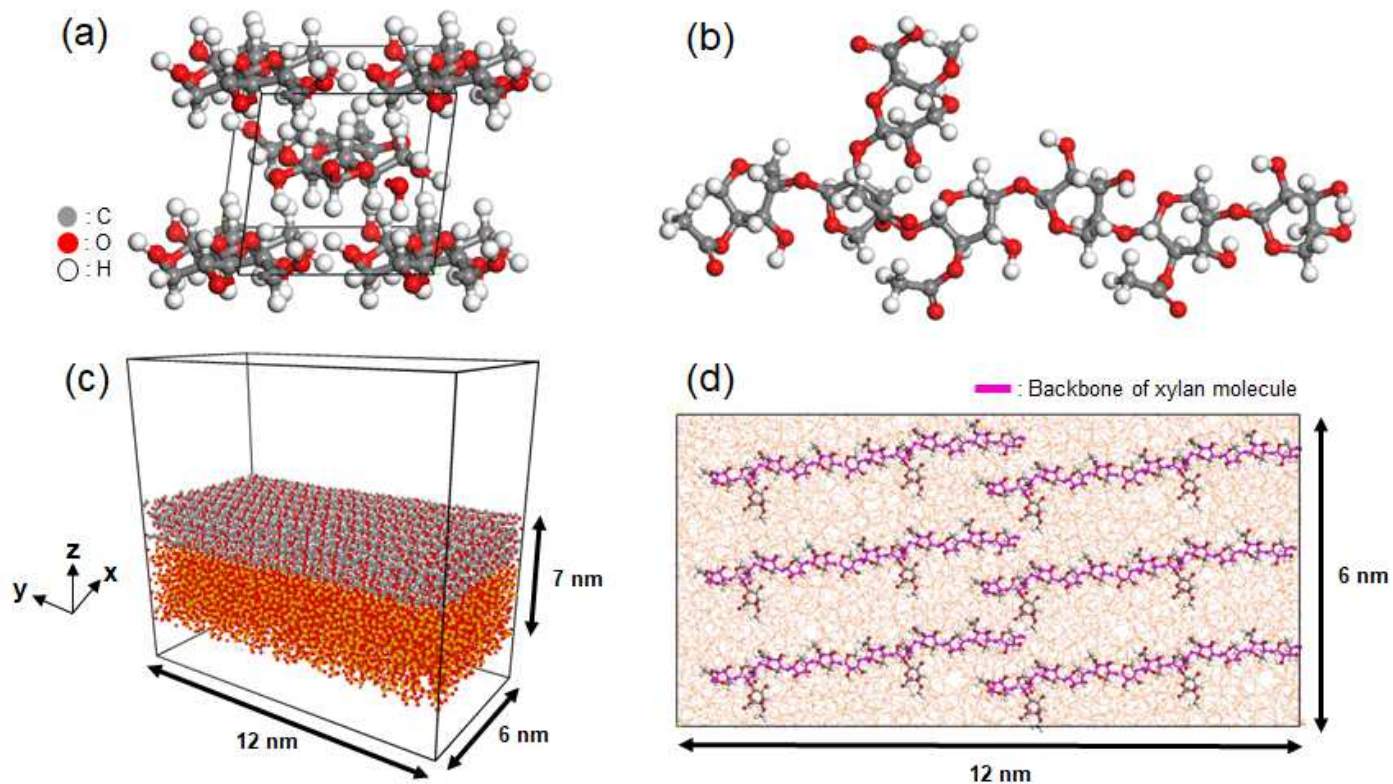 (a)
: C
: O
: H
(b)
(c)
z
y
x
7 nm
12 nm
6 nm
(d)
: Backbone of xylan molecule
6 nm
12 nm